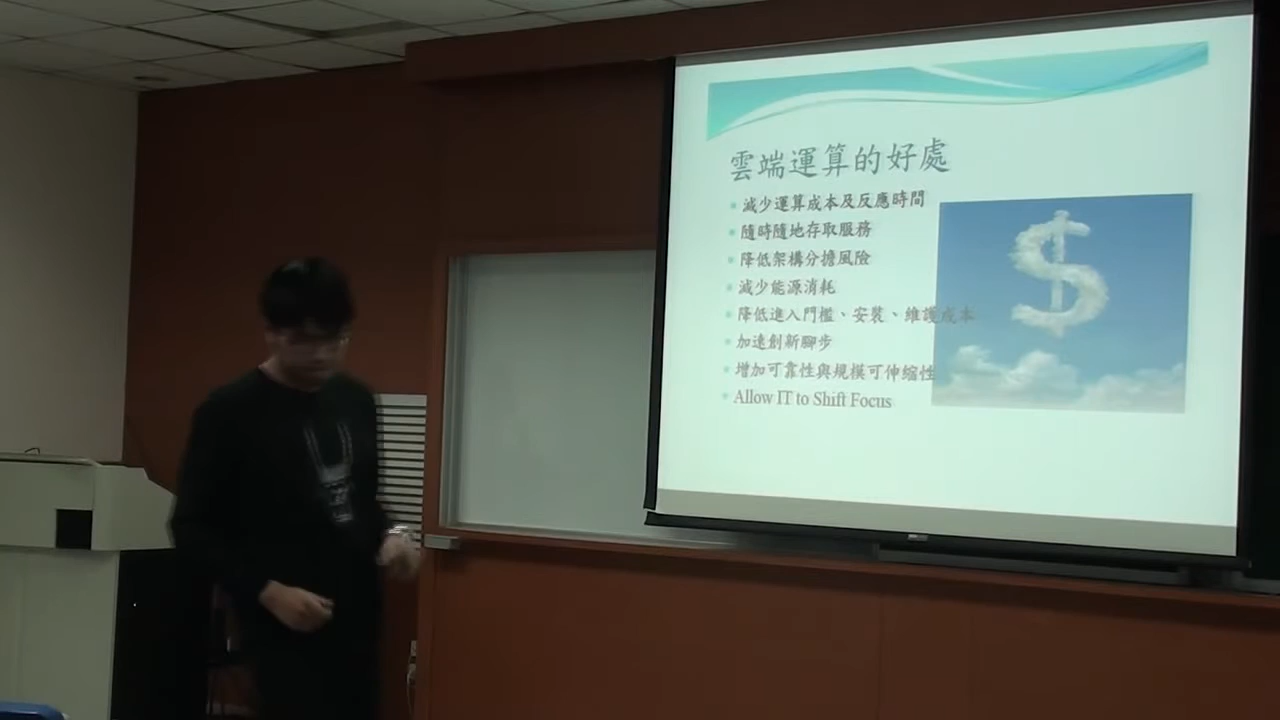 雲端運算的好處
減少運算成本及反應時間
隨時隨地存取服務
降低架構分擔風險
減少能源消耗
降低進入門檻、安裝、維護成本
加速創新腳步
增加可靠性與規模可伸縮性
Allow IT to Shift Focus